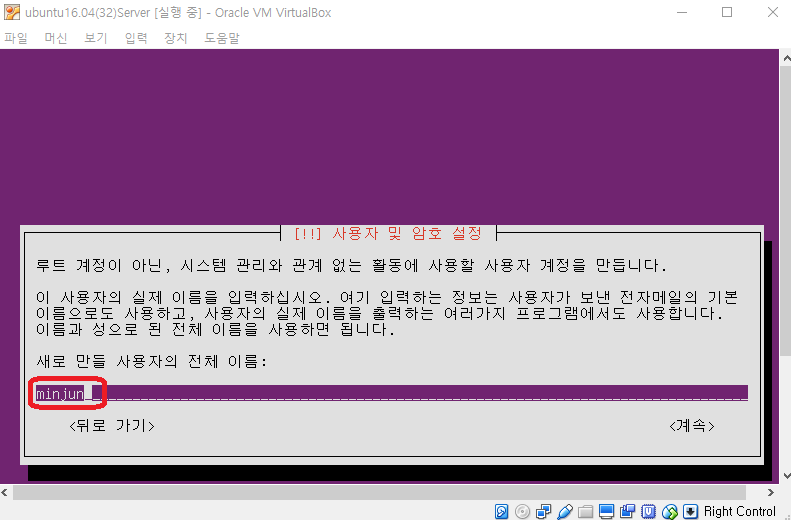 ubuntu16.04(32)Server [실행 중] - Oracle VM VirtualBox
파일 머신 보기 입력 장치 도움말
[!!] 사용자 및 암호 설정
루트 계정이 아닌, 시스템 관리와 관계 없는 활동에 사용할 사용자 계정을 만듭니다.
이 사용자의 실제 이름을 입력하십시오. 여기 입력하는 정보는 사용자가 보낸 전자메일의 기본
이름으로도 사용하고, 사용자의 실제 이름을 출력하는 여러가지 프로그램에서도 사용합니다.
이름과 성으로 된 전체 이름을 사용하면 됩니다.
새로 만들 사용자의 전체 이름:
minjun
<뒤로 가기> <계속>
Right Control